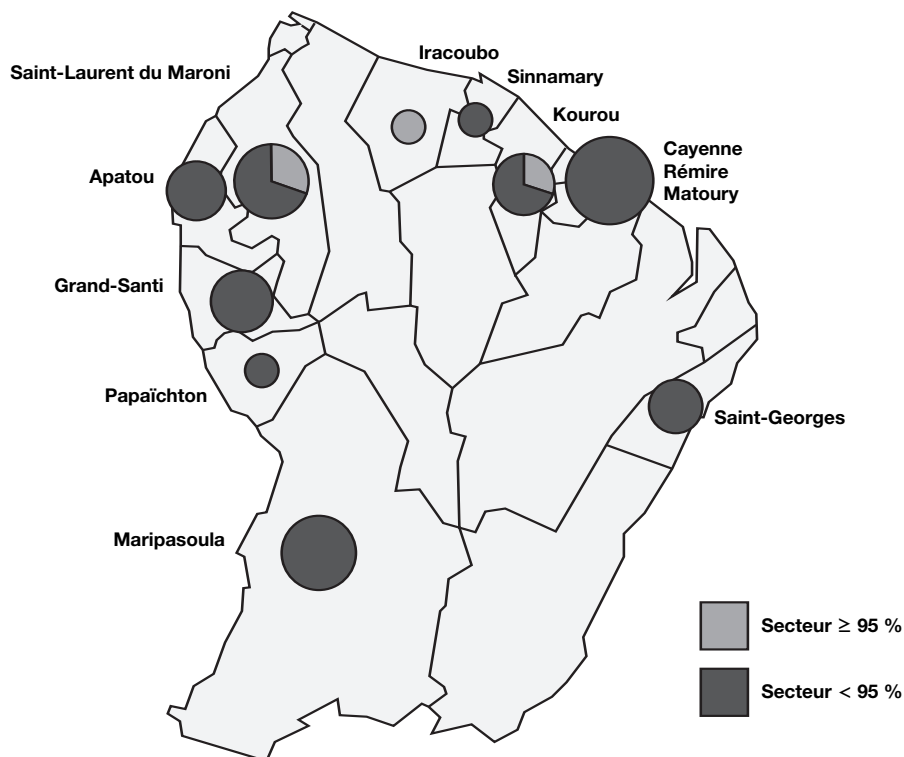 Iracoubo
Saint-Laurent du Maroni
Sinnamary
Kourou
Cayenne
Rémire
Matoury
Apatou
Grand-Santi
Papaïchton
Saint-Georges
Maripasoula
Secteur ≥ 95 %
Secteur < 95 %